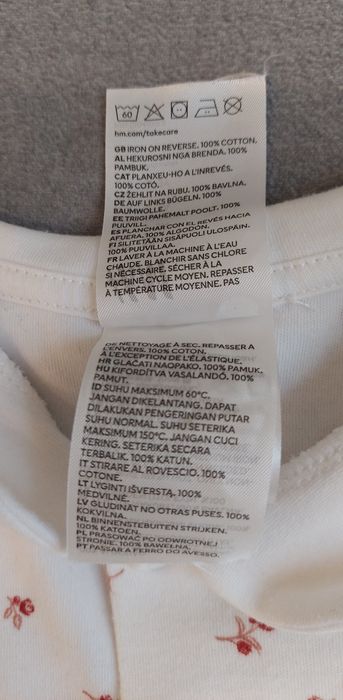 60
hm.com/takecare
GB IRON ON REVERSE. 100% COTTON.
AL HEKUROSNI NGA BRENDA. 100%
PAMBUK.
CAT PLANXEU-HO A L'INREVÉS.
100% COTÓ.
CZ ŽEHLIT NA RUBU. 100% BAVLNA.
DE AUF LINKS BÜGELN. 100%
BAUMWOLLE.
EE TRIIGI PAHEMALT POOLT. 100%
PUUVILL.
ES PLANCHAR CON EL REVÉS HACIA
AFUERA. 100% ALGODÓN.
FI SILITETÄÄN SISÄPUOLI ULOSPÄIN.
100% PUUVILLAA.
FR LAVER À LA MACHINE À L'EAU
CHAUDE. BLANCHIR SANS CHLORE
SI NÉCESSAIRE. SÉCHER À LA
MACHINE CYCLE MOYEN. REPASSER
À TEMPÉRATURE MOYENNE. PAS
DE NETTOYAGE À SEC. REPASSER À
L'ENVERS. 100% COTON.
À L'EXCEPTION DE L'ÉLASTIQUE.
HR GLAČATI NAOPAKO. 100% PAMUK.
HU KIFORDÍTVA VASALANDÓ. 100%
PAMUT.
ID SUHU MAKSIMUM 60°C.
JANGAN DIKELANTANG. DAPAT
DILAKUKAN PENGERINGAN PUTAR
SUHU NORMAL. SUHU SETERIKA
MAKSIMUM 150°C. JANGAN CUCI
KERING. SETERIKA SECARA
TERBALIK. 100% KATUN.
IT STIRARE AL ROVESCIO. 100%
COTONE.
LT LYGINTI IŠVERSTĄ. 100%
MEDVILNĖ.
LV GLUDINĀT NO OTRAS PUSES. 100%
KOKVILNA.
NL BINNENSTEBUITEN STRIJKEN.
100% KATOEN.
PL PRASOWAĆ PO ODWROTNEJ
STRONIE. 100% BAWEŁNA.
PT PASSAR A FERRO DO AVESSO.